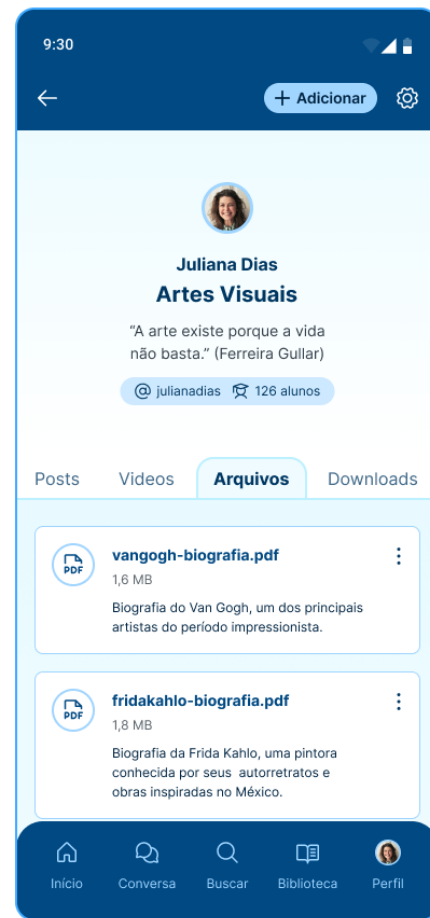 9:30
+ Adicionar
Juliana Dias
Artes Visuais
“A arte existe porque a vida
não basta.” (Ferreira Gullar)
@ julianadias 126 alunos
Posts Videos Arquivos Downloads
vangogh-biografia.pdf
PDF
1,6 MB
Biografia do Van Gogh, um dos principais
artistas do período impressionista.
fridakahlo-biografia.pdf
PDF
1,8 MB
Biografia da Frida Kahlo, uma pintora
conhecida por seus autorretratos e
obras inspiradas no México.
Início Conversa Buscar Biblioteca Perfil